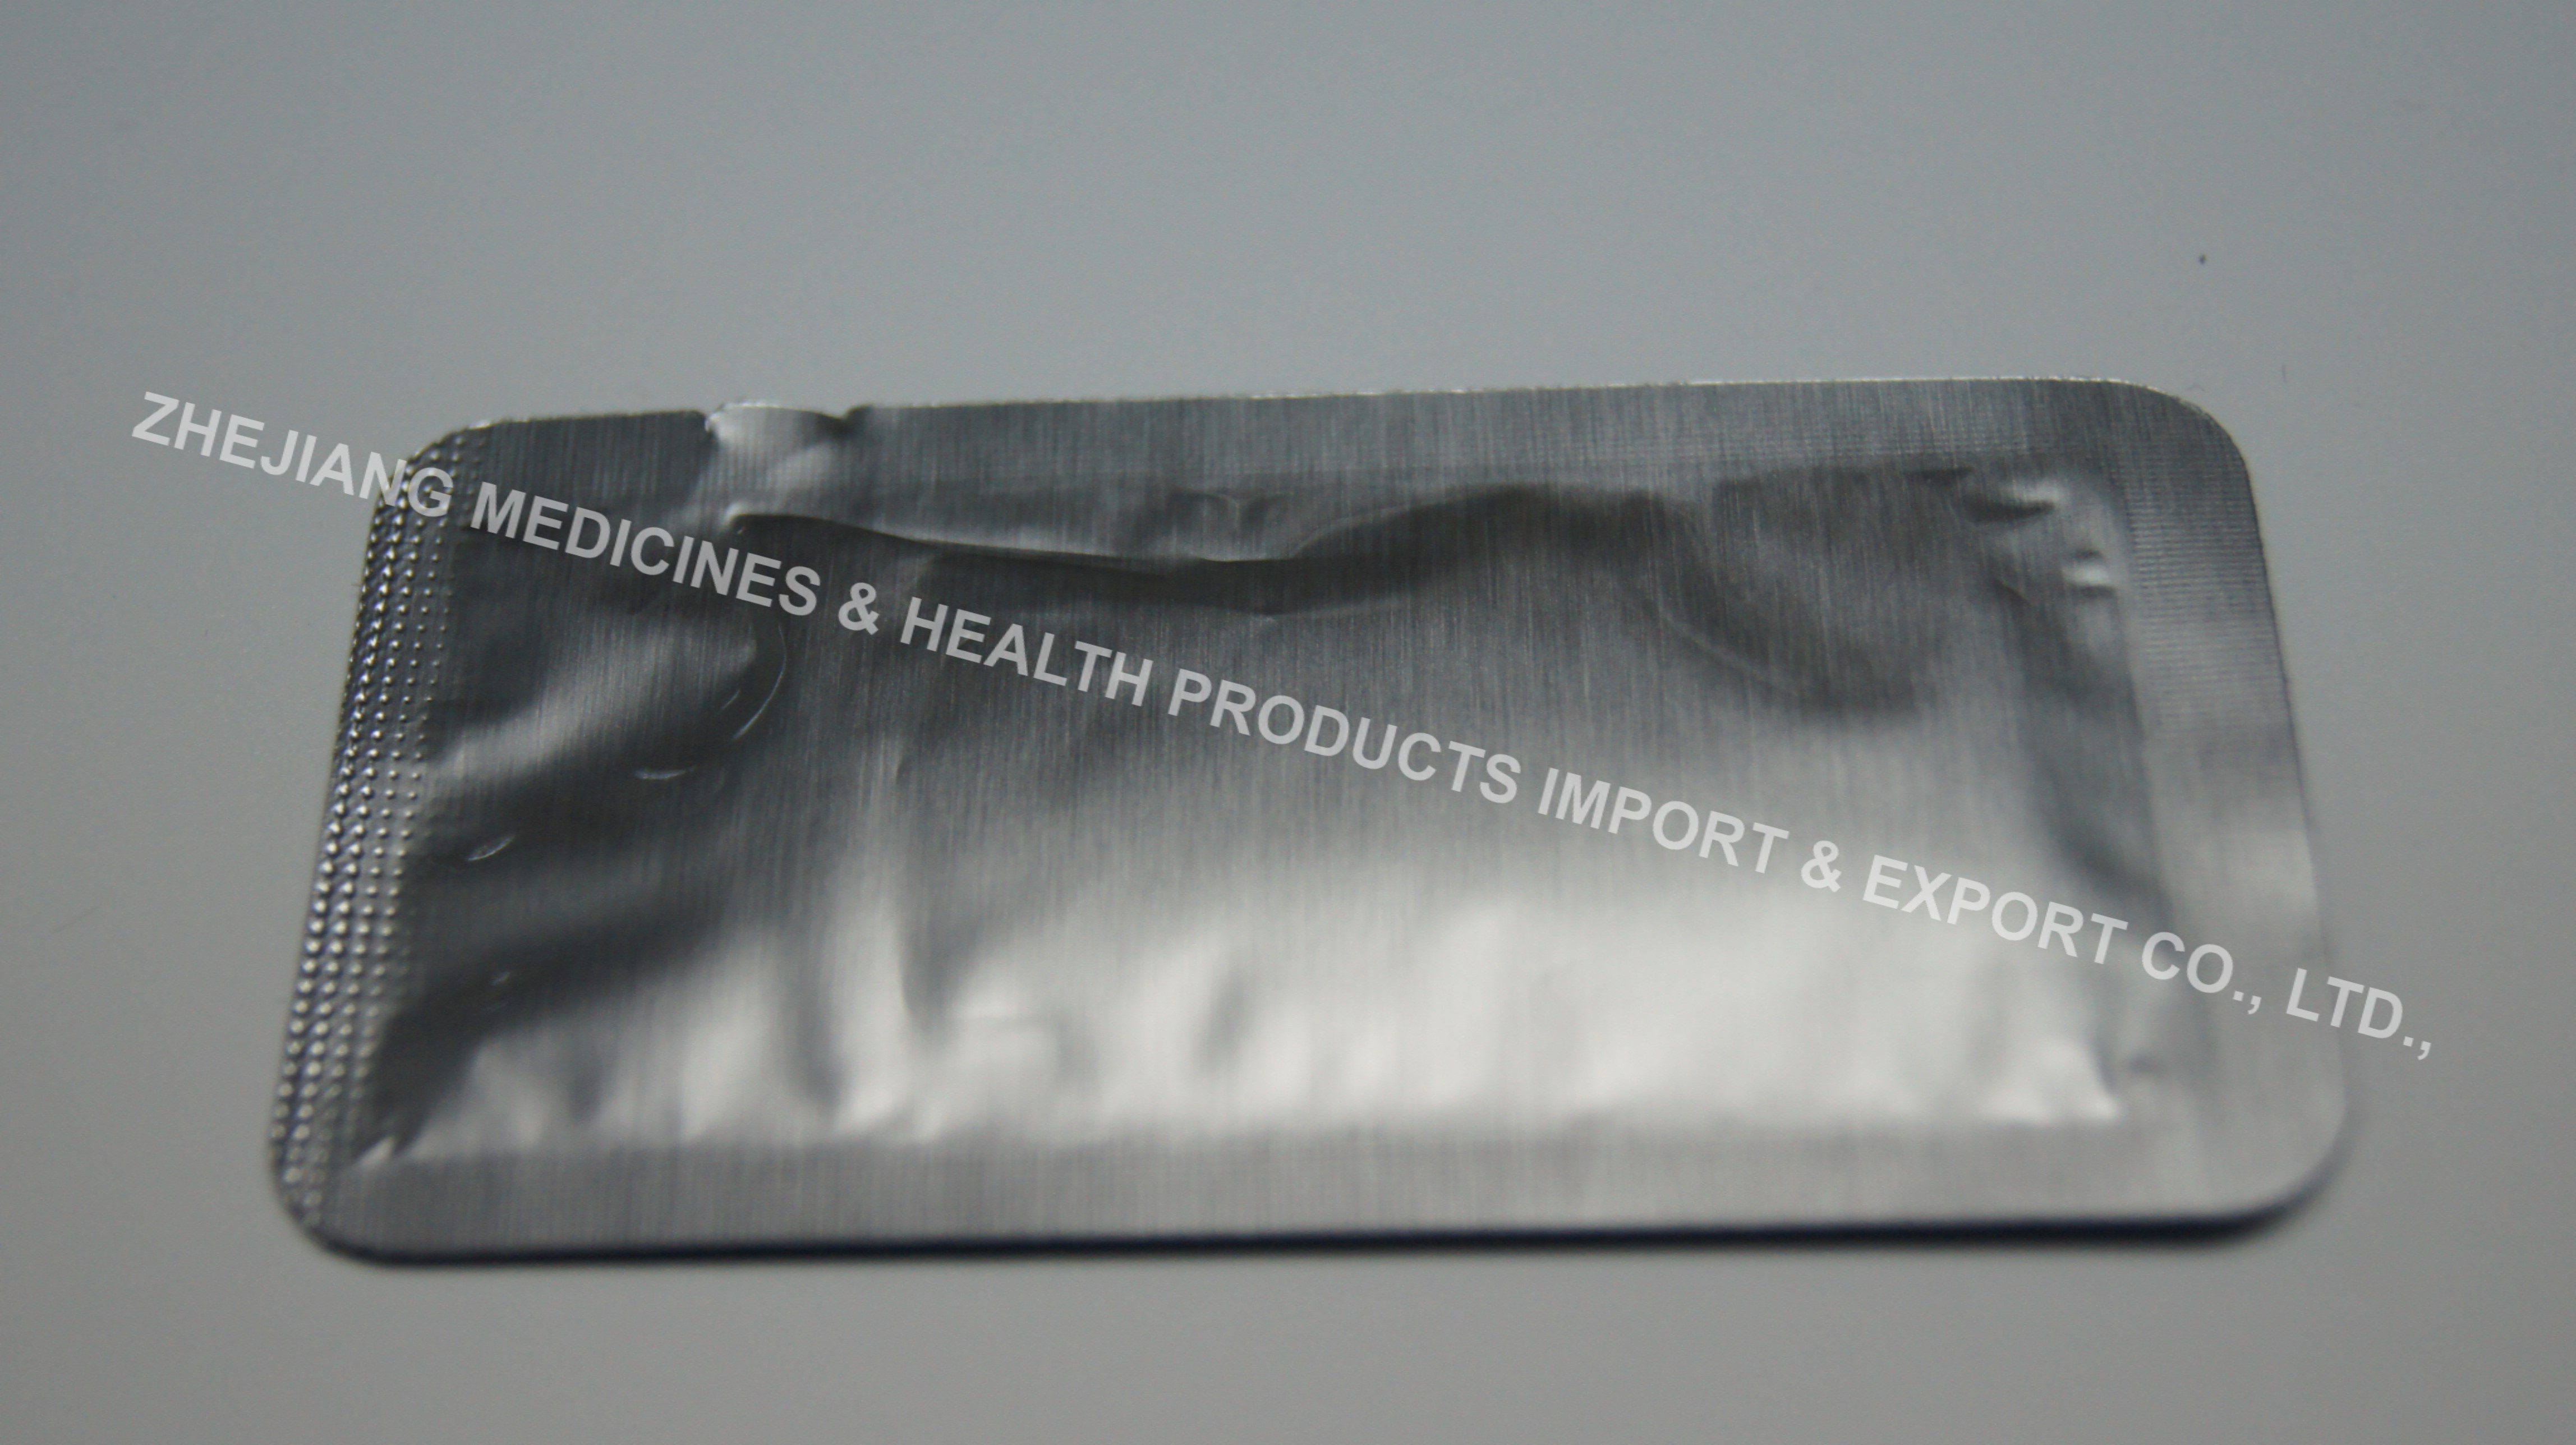 ZHEJIANG MEDICINES & HEALTH PRODUCTS IMPORT & EXPORT CO., LTD.,